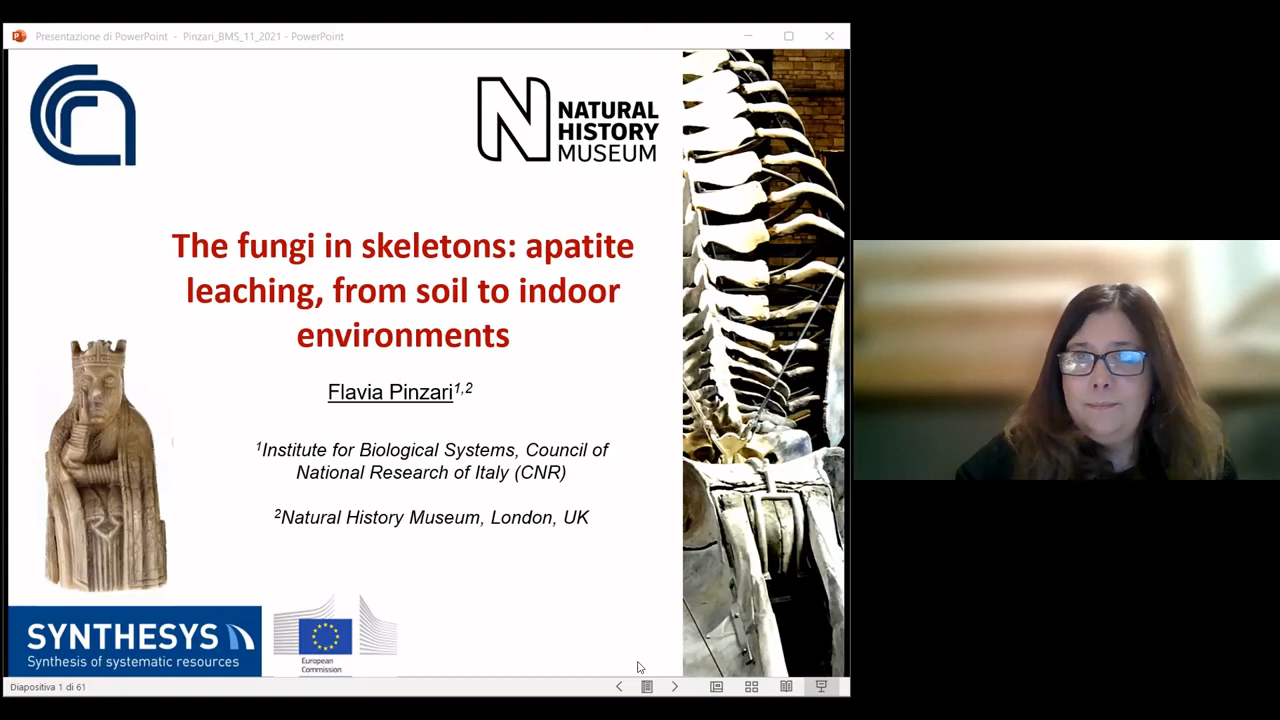 Presentazione di PowerPoint - Pinzari_BMS_11_2021 - PowerPoint
NATURAL
HISTORY
MUSEUM
The fungi in skeletons: apatite
leaching, from soil to indoor
environments
Flavia Pinzari1,2
1Institute for Biological Systems, Council of
National Research of Italy (CNR)
2Natural History Museum, London, UK
SYNTHESYS
Synthesis of systematic resources
European
Commission
Diapositiva 1 di 61